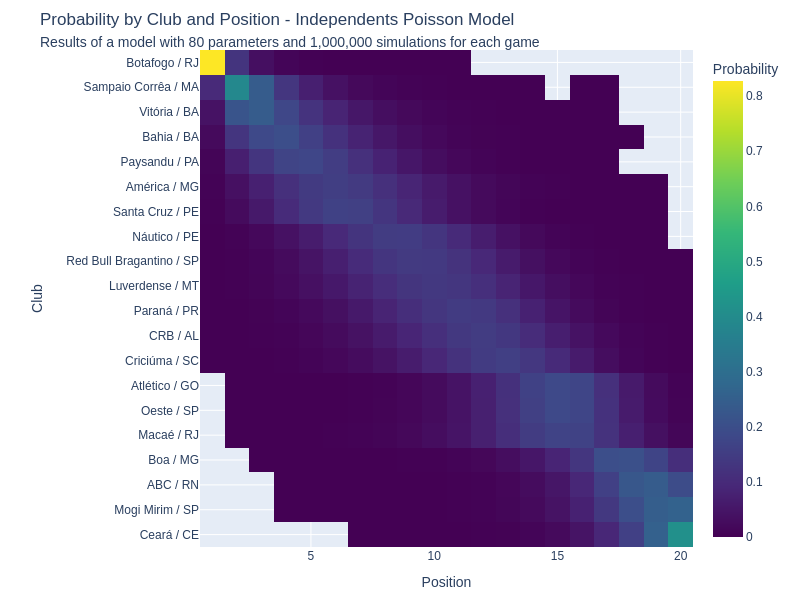 Probability by Club and Position - Independents Poisson Model
Results of a model with 80 parameters and 1,000,000 simulations for each game
Probability
Botafogo / RJ
Sampaio Corrêa / MA
Vitória / BA
Bahia / BA
Paysandu / PA
América / MG
Santa Cruz / PE
Náutico / PE
Red Bull Bragantino / SP
Luverdense / MT
Paraná / PR
CRB / AL
Criciúma / SC
Atlético / GO
Oeste / SP
Macaé / RJ
Boa / MG
ABC / RN
Mogi Mirim / SP
Ceará / CE
Club
5 10 15 20
Position
0.8
0.7
0.6
0.5
0.4
0.3
0.2
0.1
0